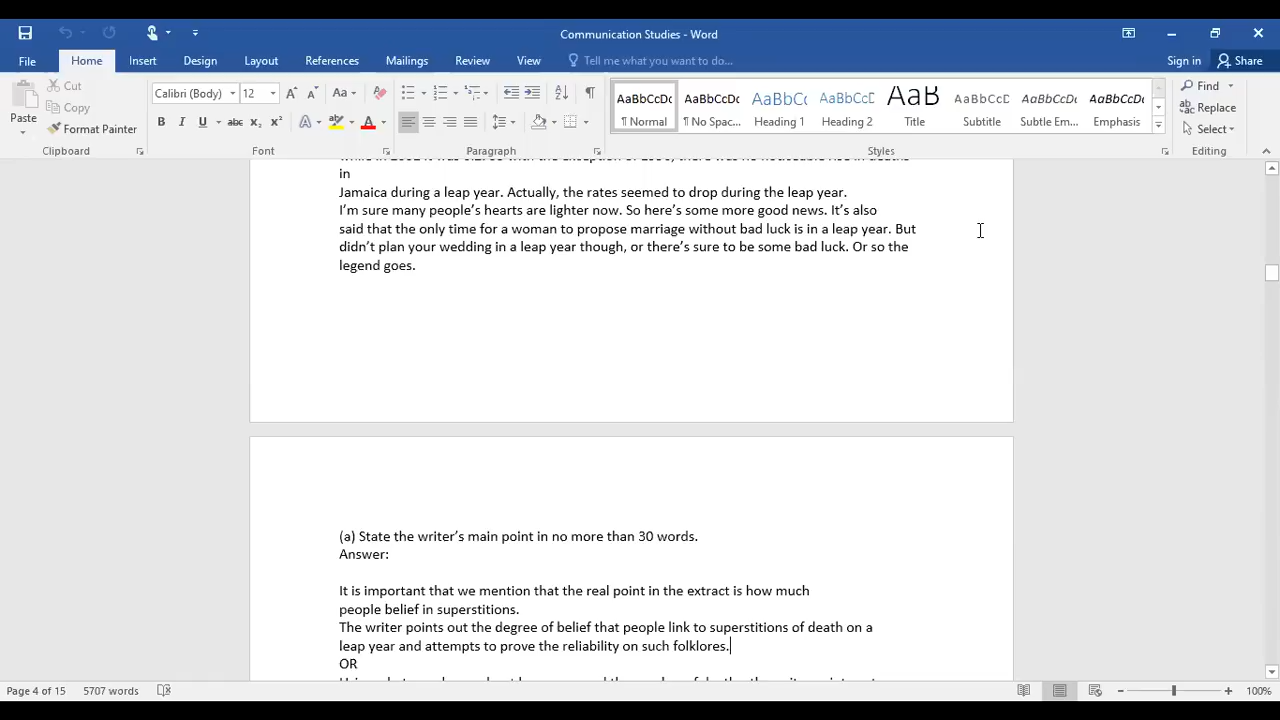 Communication Studies - Word
File Home Insert Design Layout References Mailings Review View Tell me what you want to do... Sign in Share
Cut
Copy
Format Painter
Paste
Clipboard
Calibri (Body) 12
Font
Paragraph
AaBbCcDc AaBbCcDc AaBbCc AaBbCcC AaB AaBbCcC AaBbCcDc AaBbCcDc
¶ Normal ¶ No Spac... Heading 1 Heading 2 Title Subtitle Subtle Em... Emphasis
Styles
Find
Replace
Select
Editing
in
Jamaica during a leap year. Actually, the rates seemed to drop during the leap year.
I'm sure many people's hearts are lighter now. So here's some more good news. It's also
said that the only time for a woman to propose marriage without bad luck is in a leap year. But
didn't plan your wedding in a leap year though, or there's sure to be some bad luck. Or so the
legend goes.
(a) State the writer's main point in no more than 30 words.
Answer:
It is important that we mention that the real point in the extract is how much
people belief in superstitions.
The writer points out the degree of belief that people link to superstitions of death on a
leap year and attempts to prove the reliability on such folklores.
OR
Page 4 of 15 5707 words 100%